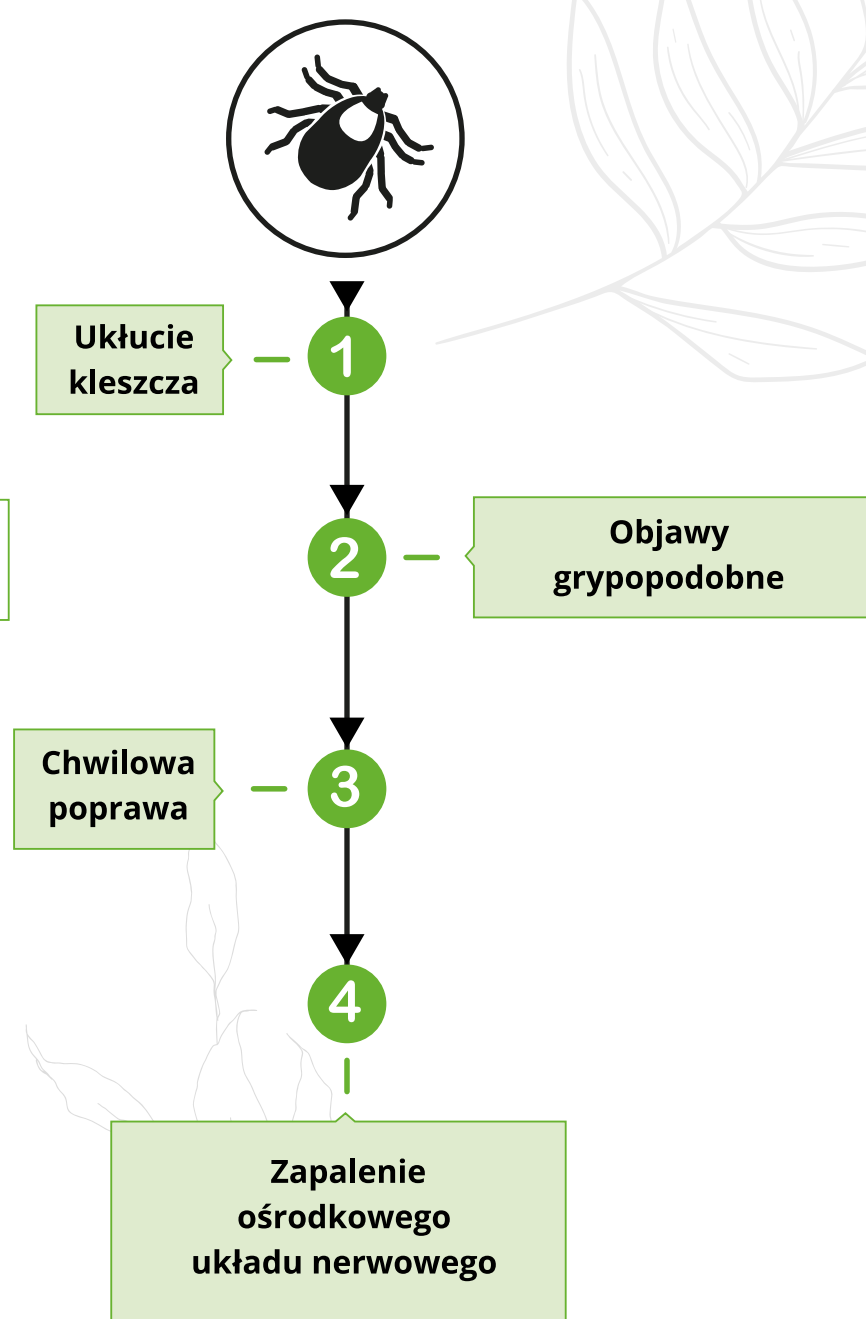 1
Ukłucie
kleszcza
2
Objawy
grypopodobne
3
Chwilowa
poprawa
4
Zapalenie
ośrodkowego
układu nerwowego